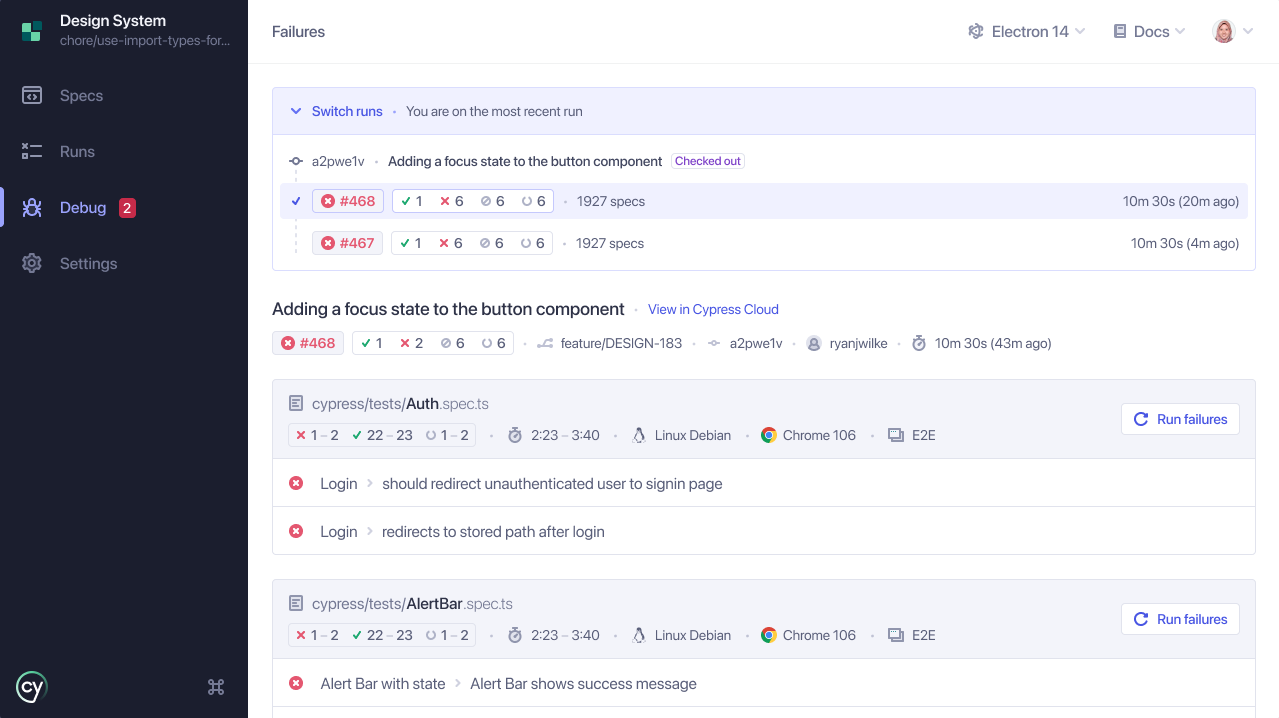 Design System
chore/use-import-types-for...
Specs
Runs
Debug 2
Settings
cy
Failures
Electron 14
Docs
Switch runs • You are on the most recent run
a2pwe1v • Adding a focus state to the button component Checked out
#468 1 6 6 6 • 1927 specs 10m 30s (20m ago)
#467 1 6 6 6 • 1927 specs 10m 30s (4m ago)
Adding a focus state to the button component • View in Cypress Cloud
#468 1 2 6 6 • feature/DESIGN-183 • a2pwe1v • ryanjwilke • 10m 30s (43m ago)
cypress/tests/Auth.spec.ts
1 – 2 22 – 23 1 – 2 • 2:23 – 3:40 • Linux Debian • Chrome 106 • E2E
Run failures
Login › should redirect unauthenticated user to signin page
Login › redirects to stored path after login
cypress/tests/AlertBar.spec.ts
1 – 2 22 – 23 1 – 2 • 2:23 – 3:40 • Linux Debian • Chrome 106 • E2E
Run failures
Alert Bar with state › Alert Bar shows success message